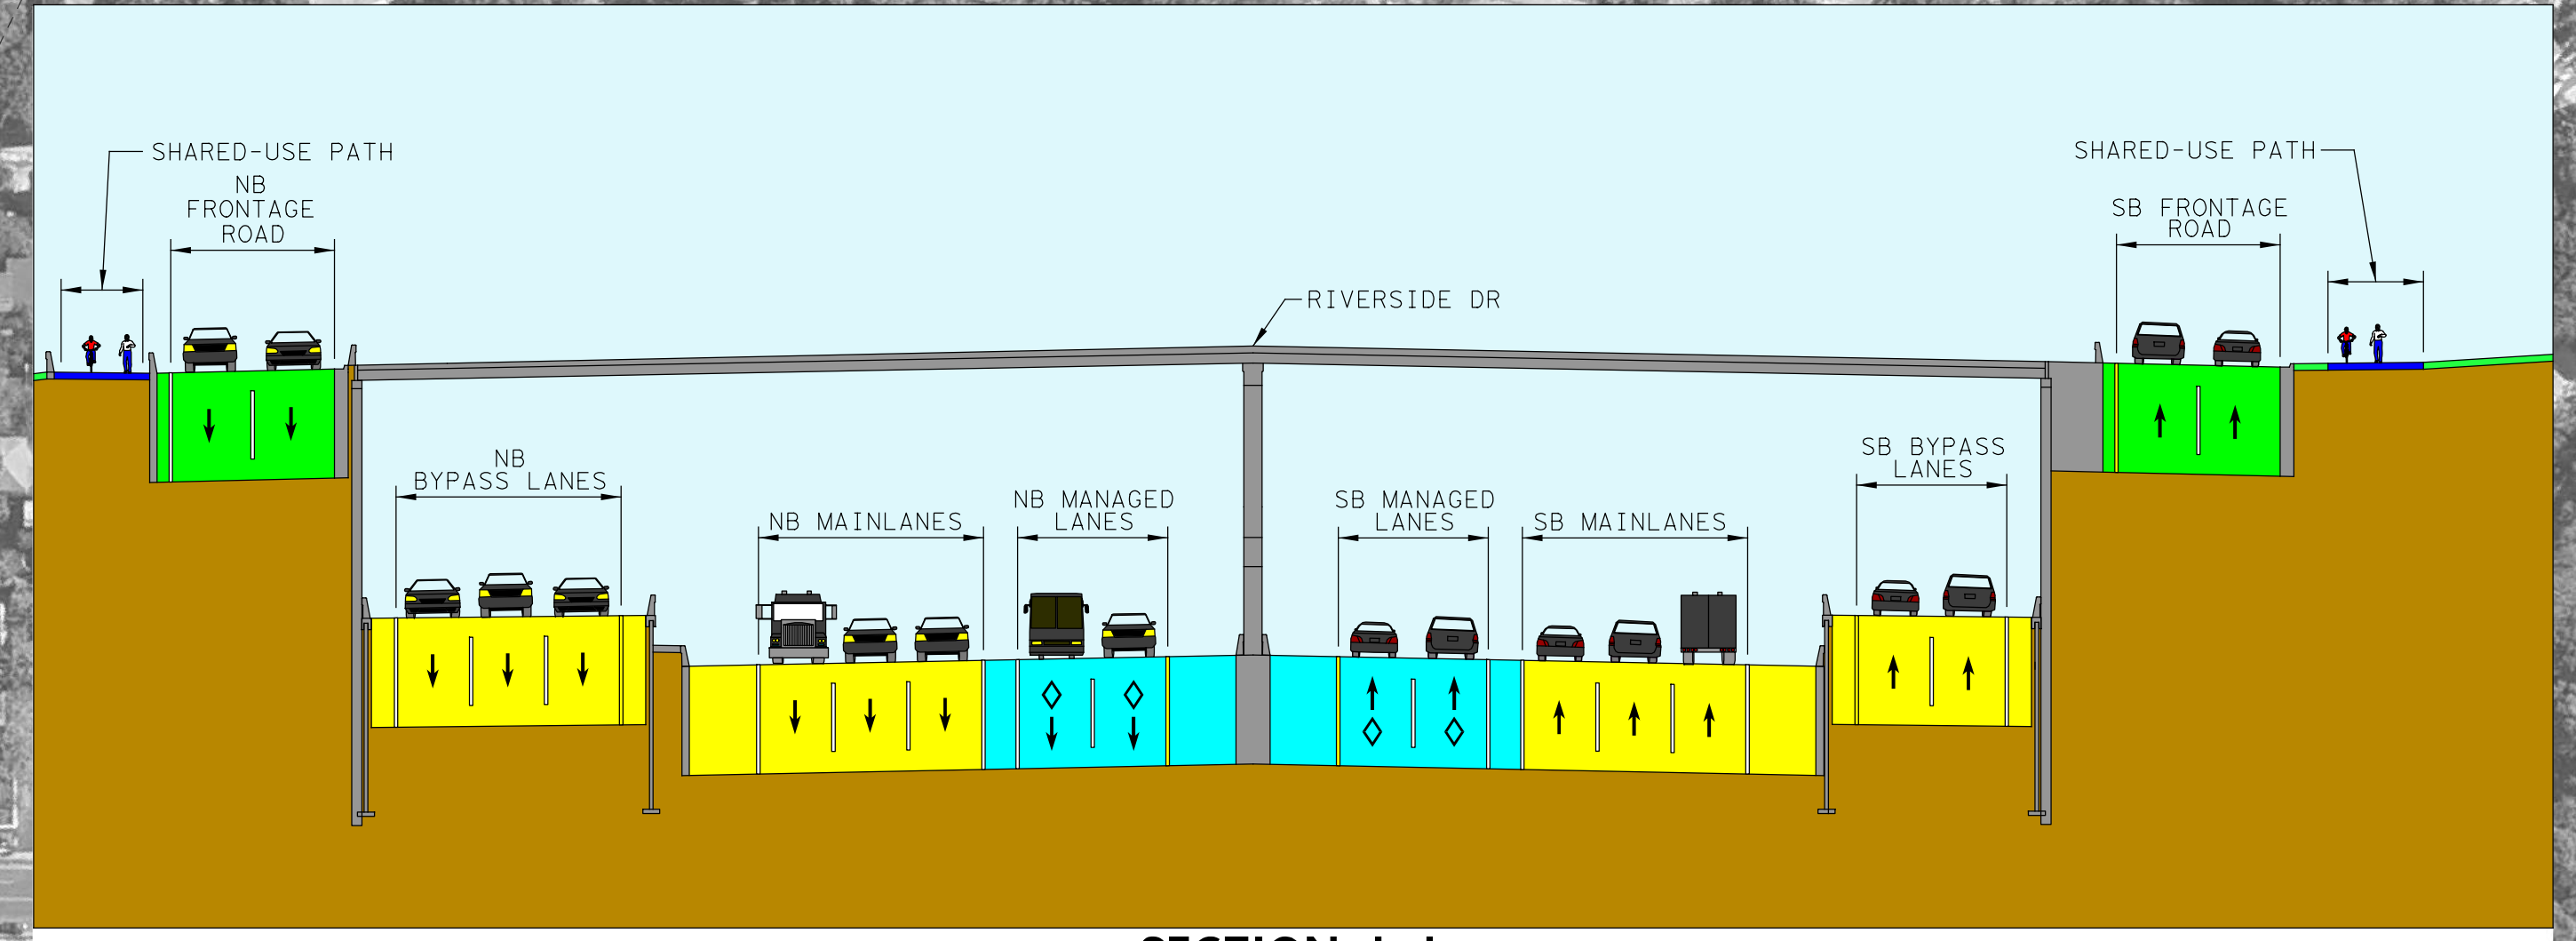 SHARED-USE PATH
NB
FRONTAGE
ROAD
SHARED-USE PATH
SB FRONTAGE
ROAD
RIVERSIDE DR
NB
BYPASS LANES
NB MAINLANES
NB MANAGED
LANES
SB MANAGED
LANES
SB MAINLANES
SB BYPASS
LANES
SECTION